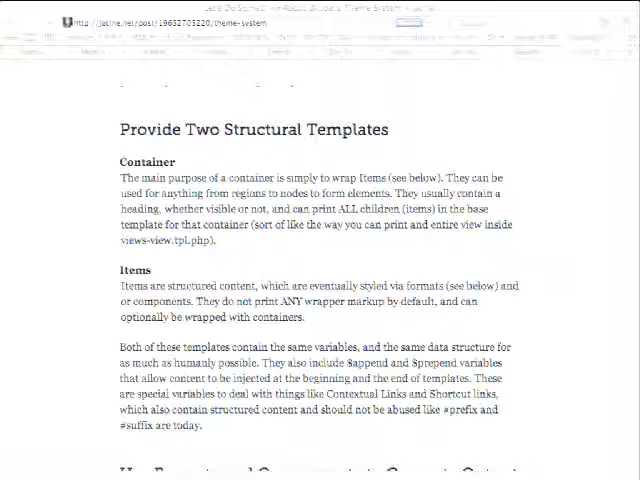 http://jacine.net/post/19652705220/theme-system
Provide Two Structural Templates
Container
The main purpose of a container is simply to wrap Items (see below). They can be
used for anything from regions to nodes to form elements. They usually contain a
heading, whether visible or not, and can print ALL children (items) in the base
template for that container (sort of like the way you can print and entire view inside
views-view.tpl.php).
Items
Items are structured content, which are eventually styled via formats (see below) and
or components. They do not print ANY wrapper markup by default, and can
optionally be wrapped with containers.
Both of these templates contain the same variables, and the same data structure for
as much as humanly possible. They also include $append and $prepend variables
that allow content to be injected at the beginning and the end of templates. These
are special variables to deal with things like Contextual Links and Shortcut links,
which also contain structured content and should not be abused like #prefix and
#suffix are today.